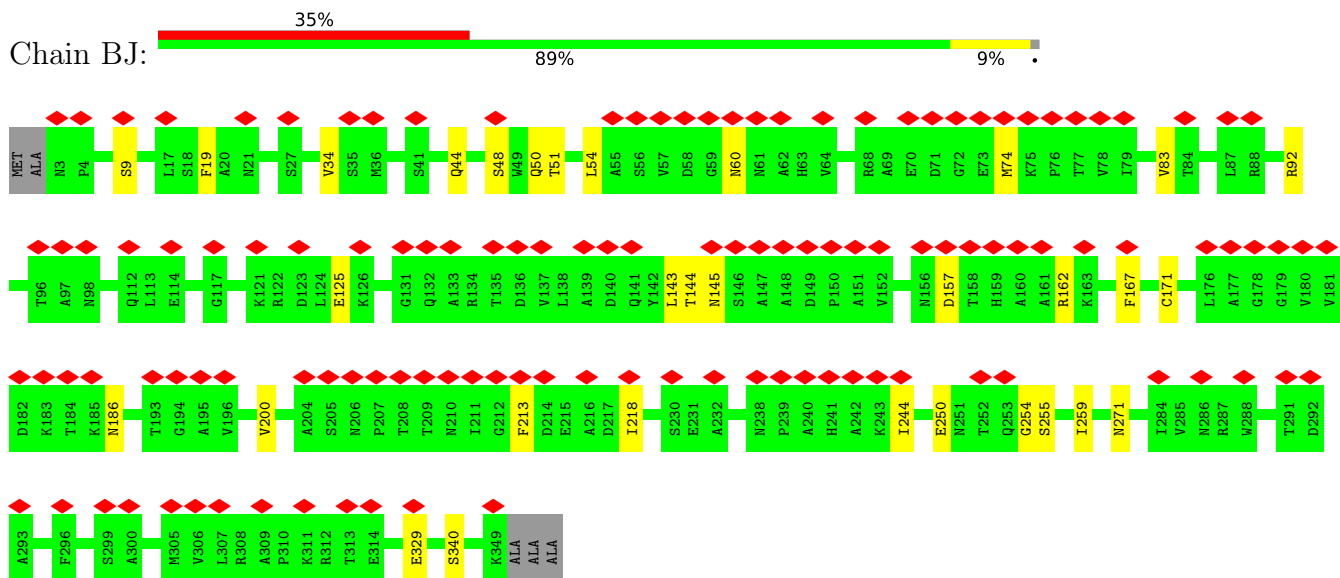 35%
Chain BJ:
89% 9% •
MET ALA N3 P4 S9 L17 S18 F19 A20 N21 S27 V34 S35 M36 S41 Q44 S48 W49 Q50 T51 L54 A55 S56 V57 D58 G59 N60 N61 A62 H63 V64 R68 A69 E70 D71 G72 E73 M74 K75 P76 T77 V78 I79 V83 T84 L87 R88 R92
T96 A97 N98 Q112 L113 E114 G117 K121 R122 D123 L124 E125 K126 G131 Q132 A133 R134 T135 D136 V137 L138 A139 D140 Q141 Y142 L143 T144 N145 S146 A147 A148 D149 P150 A151 V152 N156 D157 T158 H159 A160 A161 R162 K163 F167 C171 L176 A177 G178 G179 V180 V181
D182 K183 T184 K185 N186 T193 G194 A195 V196 V200 A204 S205 N206 P207 T208 T209 N210 I211 G212 F213 D214 E215 A216 D217 I218 S230 E231 A232 N238 P239 A240 H241 A242 K243 I244 E250 N251 T252 Q253 G254 S255 I259 N271 I284 V285 N286 R287 W288 T291 D292
A293 F296 S299 A300 M305 V306 L307 R308 A309 P310 K311 R312 T313 E314 E329 S340 K349 ALA ALA ALA